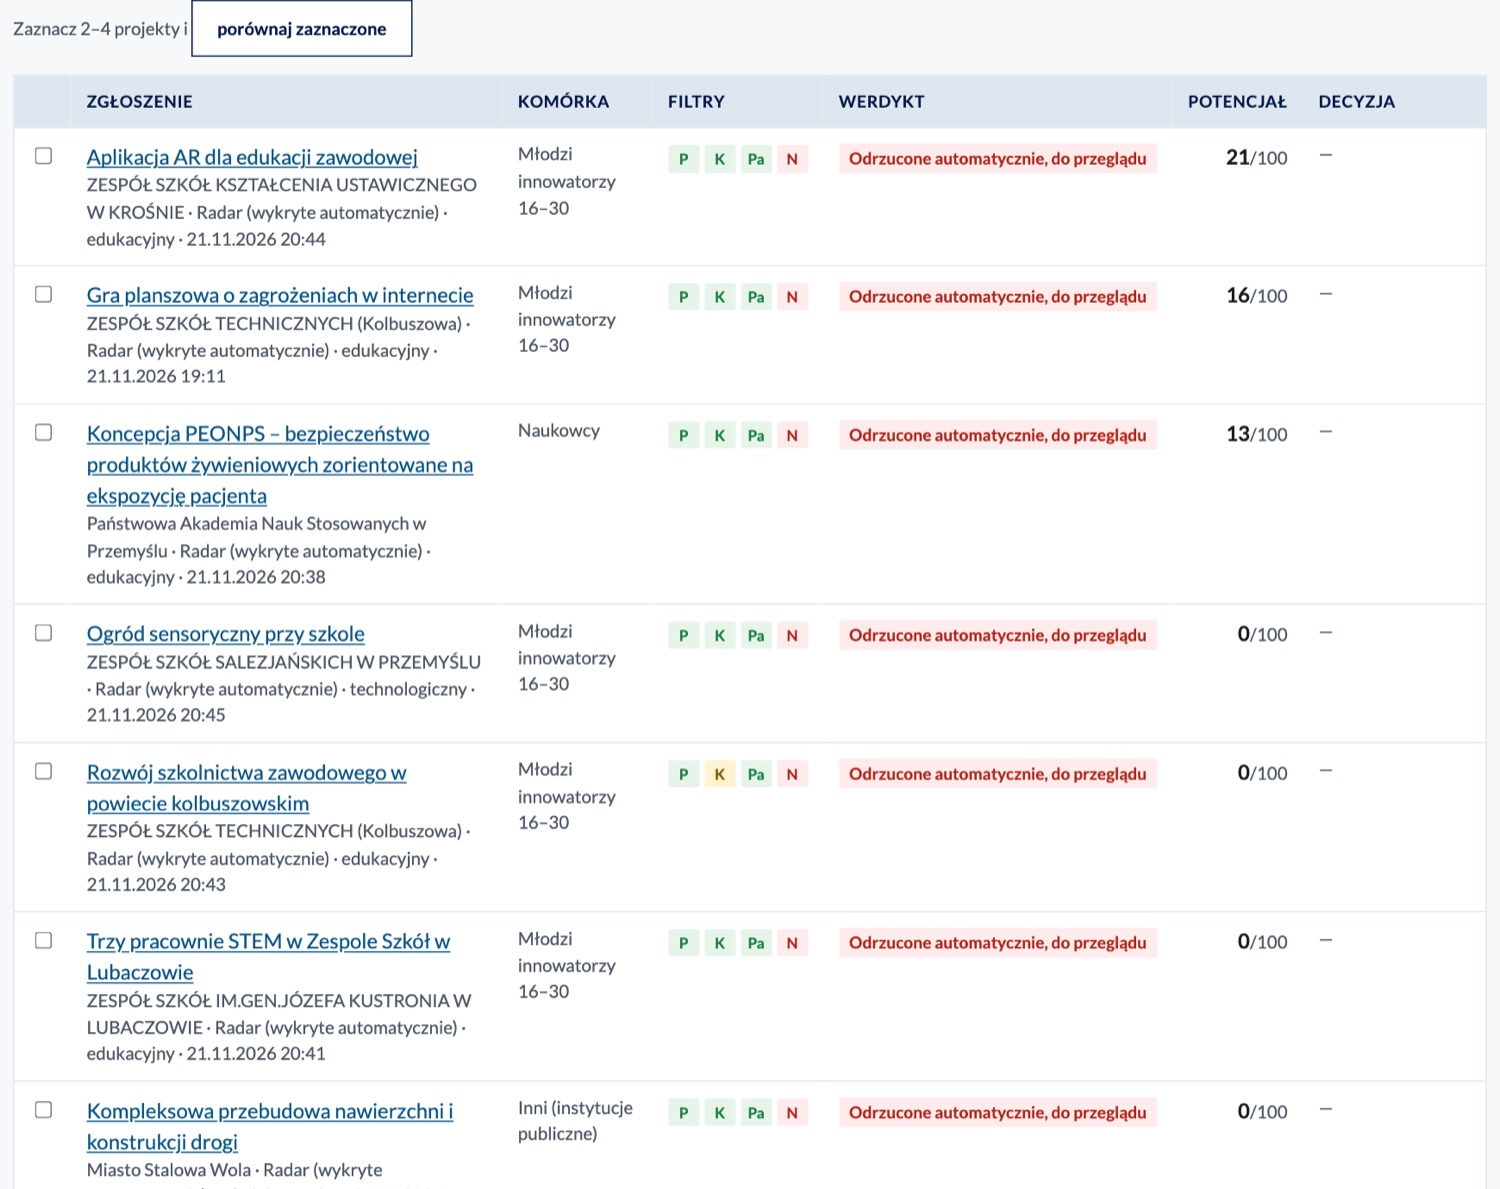 Zaznacz 2–4 projekty i porównaj zaznaczone
ZGŁOSZENIE KOMÓRKA FILTRY WERDYKT POTENCJAŁ DECYZJA
Aplikacja AR dla edukacji zawodowej
ZESPÓŁ SZKÓŁ KSZTAŁCENIA USTAWICZNEGO
W KROŚNIE · Radar (wykryte automatycznie) ·
edukacyjny · 21.11.2026 20:44
Młodzi
innowatorzy
16–30
P K Pa N
Odrzucone automatycznie, do przeglądu
21/100
—
Gra planszowa o zagrożeniach w internecie
ZESPÓŁ SZKÓŁ TECHNICZNYCH (Kolbuszowa) ·
Radar (wykryte automatycznie) · edukacyjny ·
21.11.2026 19:11
Młodzi
innowatorzy
16–30
P K Pa N
Odrzucone automatycznie, do przeglądu
16/100
—
Koncepcja PEONPS – bezpieczeństwo
produktów żywieniowych zorientowane na
ekspozycję pacjenta
Państwowa Akademia Nauk Stosowanych w
Przemyślu · Radar (wykryte automatycznie) ·
edukacyjny · 21.11.2026 20:38
Naukowcy
P K Pa N
Odrzucone automatycznie, do przeglądu
13/100
—
Ogród sensoryczny przy szkole
ZESPÓŁ SZKÓŁ SALEZJAŃSKICH W PRZEMYŚLU
· Radar (wykryte automatycznie) · technologiczny ·
21.11.2026 20:45
Młodzi
innowatorzy
16–30
P K Pa N
Odrzucone automatycznie, do przeglądu
0/100
—
Rozwój szkolnictwa zawodowego w
powiecie kolbuszowskim
ZESPÓŁ SZKÓŁ TECHNICZNYCH (Kolbuszowa) ·
Radar (wykryte automatycznie) · edukacyjny ·
21.11.2026 20:43
Młodzi
innowatorzy
16–30
P K Pa N
Odrzucone automatycznie, do przeglądu
0/100
—
Trzy pracownie STEM w Zespole Szkół w
Lubaczowie
ZESPÓŁ SZKÓŁ IM.GEN.JÓZEFA KUSTRONIA W
LUBACZOWIE · Radar (wykryte automatycznie) ·
edukacyjny · 21.11.2026 20:41
Młodzi
innowatorzy
16–30
P K Pa N
Odrzucone automatycznie, do przeglądu
0/100
—
Kompleksowa przebudowa nawierzchni i
konstrukcji drogi
Miasto Stalowa Wola · Radar (wykryte
Inni (instytucje
publiczne)
P K Pa N
Odrzucone automatycznie, do przeglądu
0/100
—